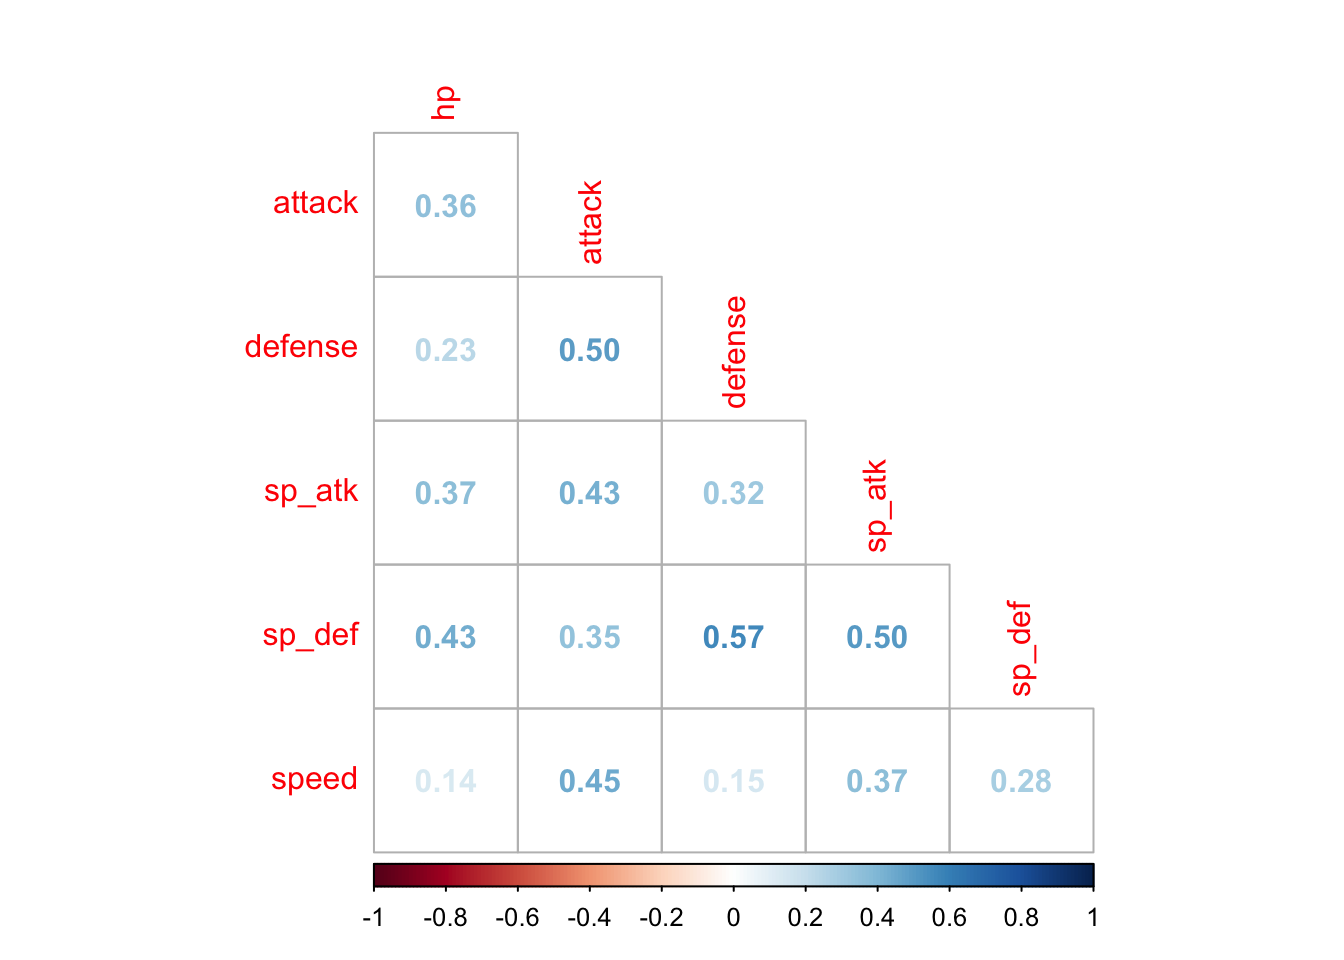 hp
attack 0.36 attack
defense 0.23 0.50 defense
sp_atk 0.37 0.43 0.32 sp_atk
sp_def 0.43 0.35 0.57 0.50 sp_def
speed 0.14 0.45 0.15 0.37 0.28
-1 -0.8 -0.6 -0.4 -0.2 0 0.2 0.4 0.6 0.8 1